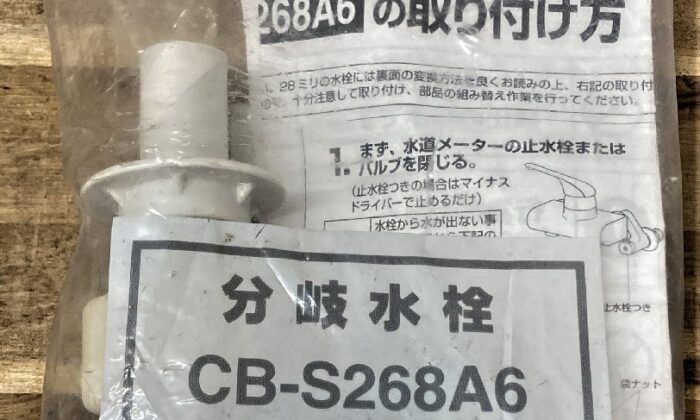 268A6の取り付け方
28ミリの水栓には裏面の変換方法を良くお読みの上、右記の取り付
十分注意して取り付け、部品の組み替え作業を行ってください。
1. まず、水道メーターの止水栓または
バルブを閉じる。
(止水栓つきの場合はマイナス
ドライバーで止めるだけ)
水栓から水が出ない事
止水栓つき
袋ナット
分岐水栓
CB-S268A6